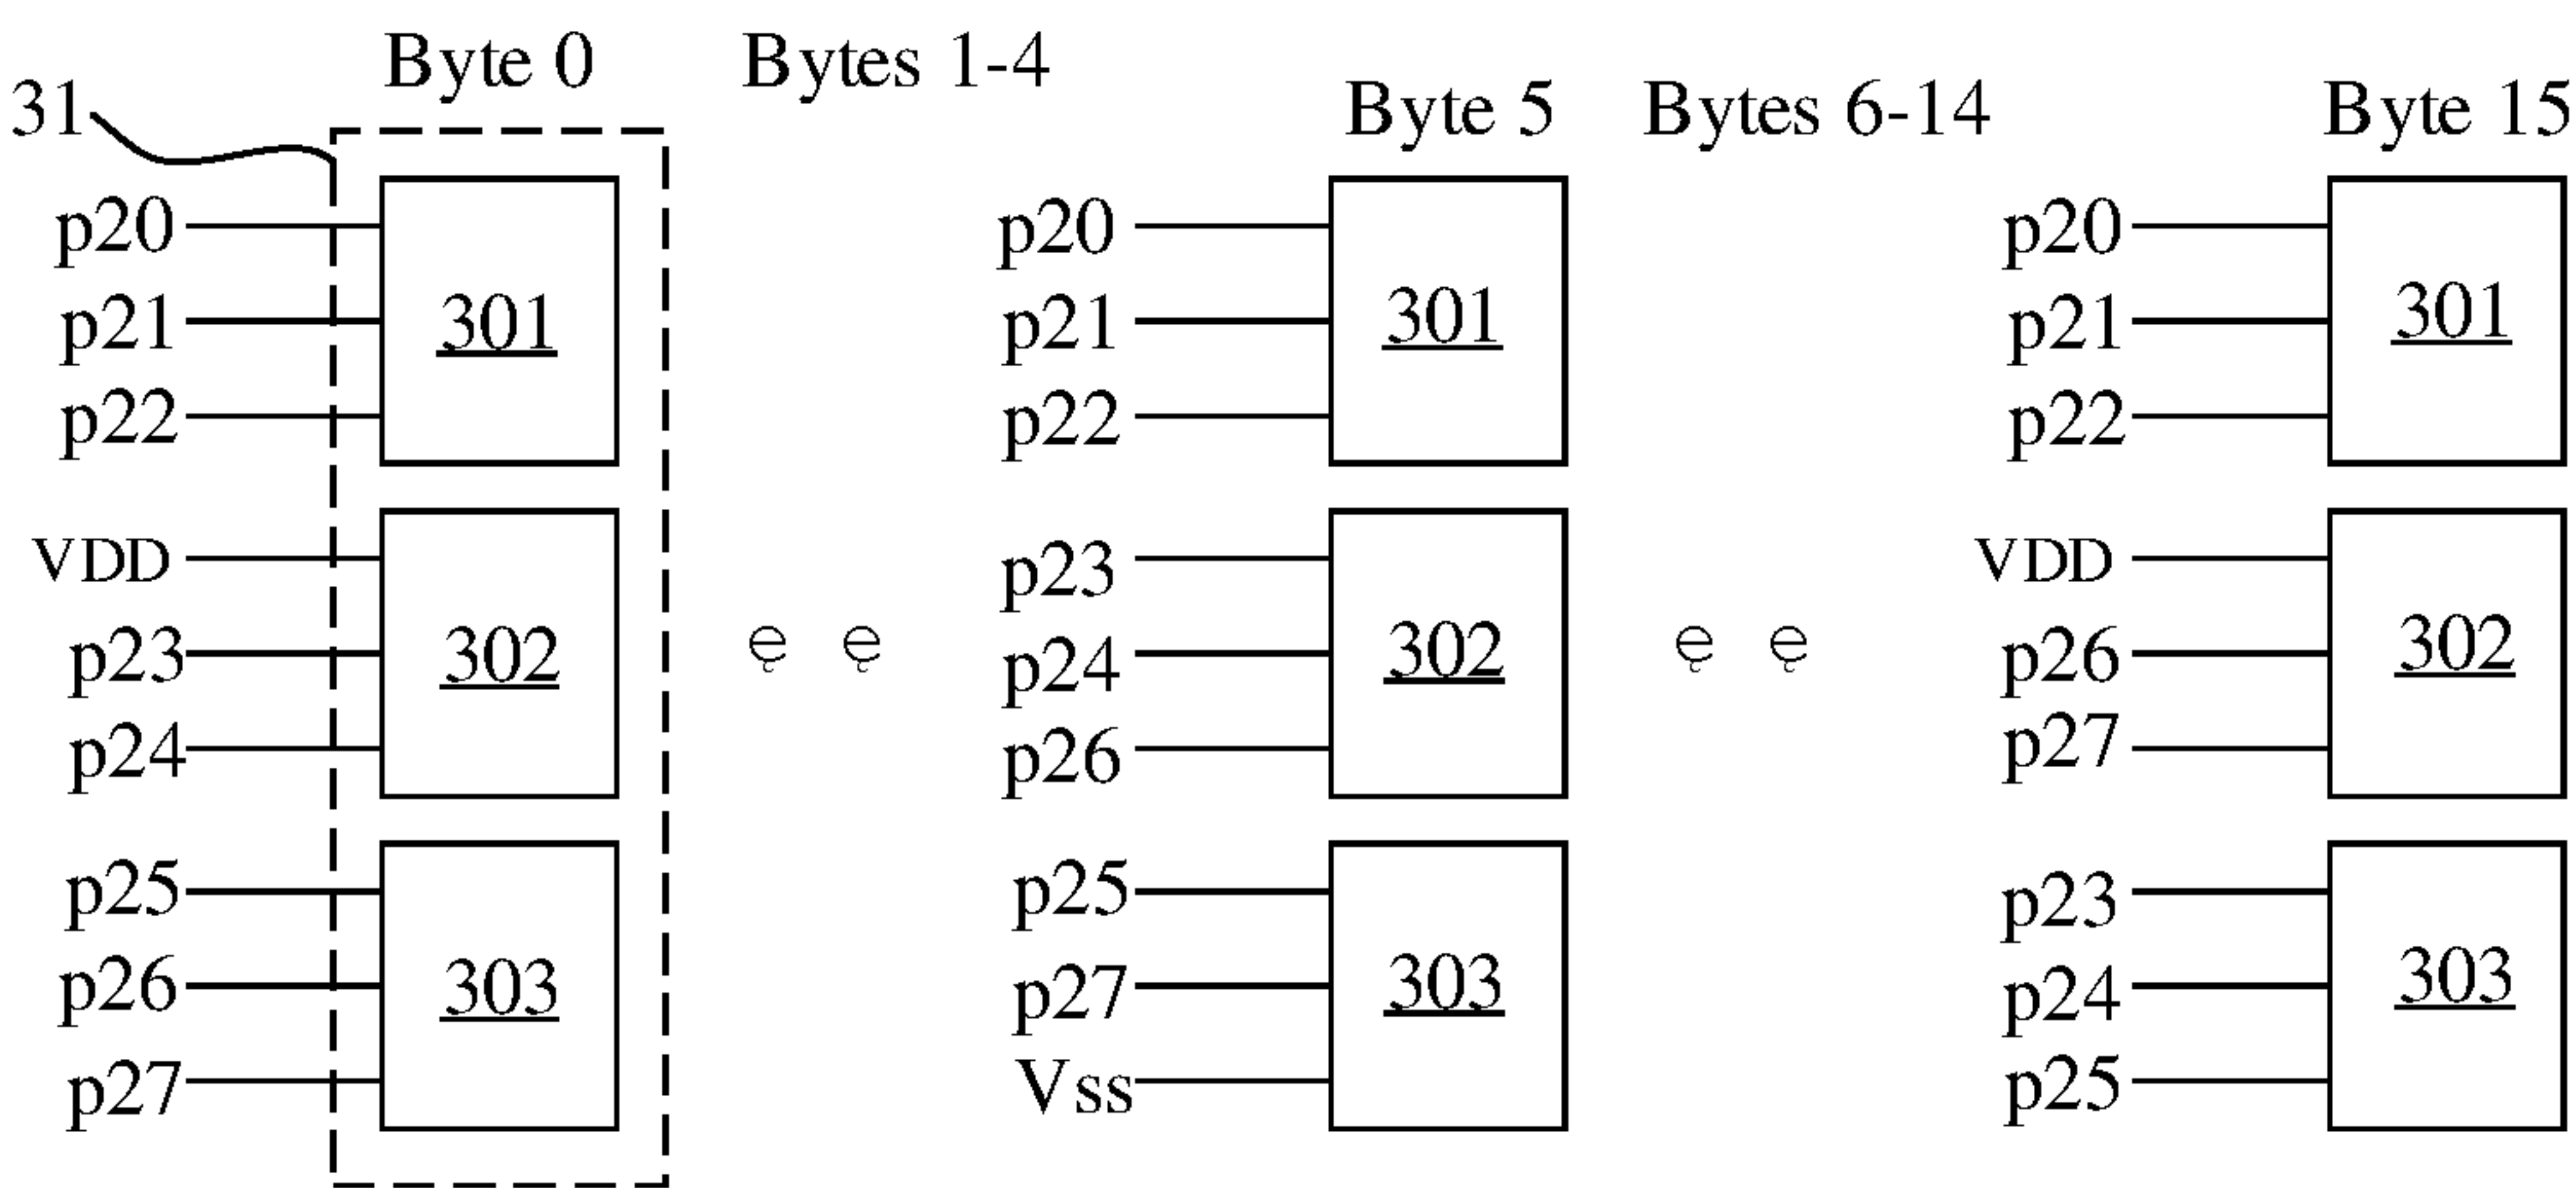 31
Byte 0 Bytes 1-4 Byte 5 Bytes 6-14 Byte 15
p20 p20 p20
301 301 301
p21 p21 p21
p22 p22 p22
VDD p23 VDD
302 302 302
p23 p24 p26
p24 p26 p27
p25 p25 p23
303 303 303
p26 p27 p24
p27 Vss p25